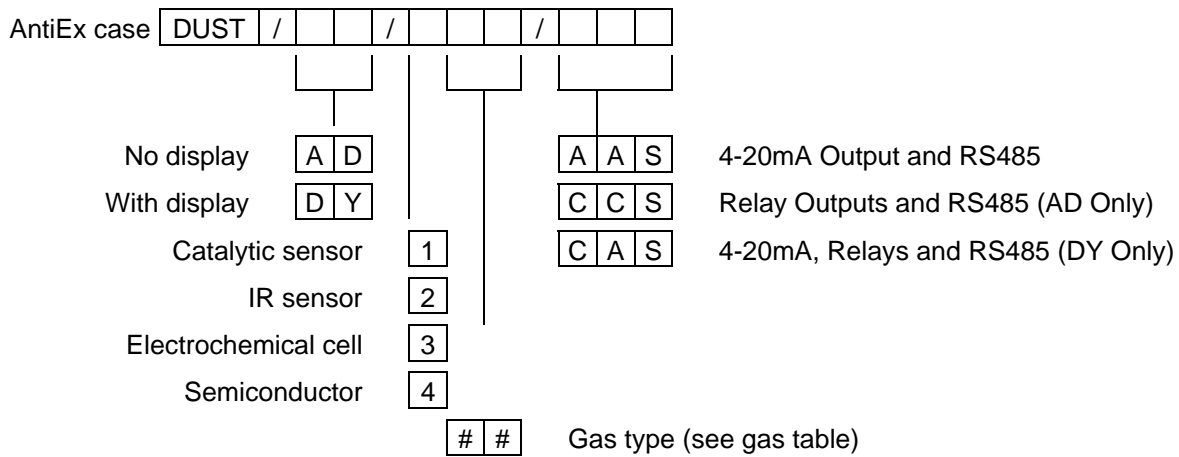 AntiEx case DUST / / /
No display A D A A S 4-20mA Output and RS485
With display D Y C C S Relay Outputs and RS485 (AD Only)
Catalytic sensor 1 C A S 4-20mA, Relays and RS485 (DY Only)
IR sensor 2
Electrochemical cell 3
Semiconductor 4
# # Gas type (see gas table)